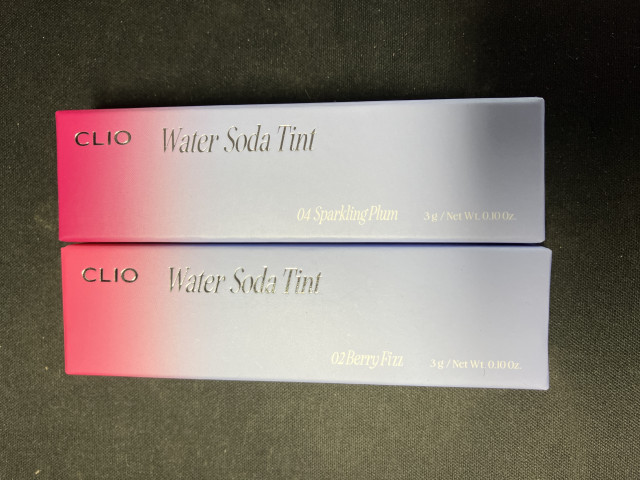 CLIO Water Soda Tint
04 Sparkling Plum 3 g / Net Wt. 0.10 Oz.
CLIO Water Soda Tint
02 Berry Fizz 3 g / Net Wt. 0.10 Oz.